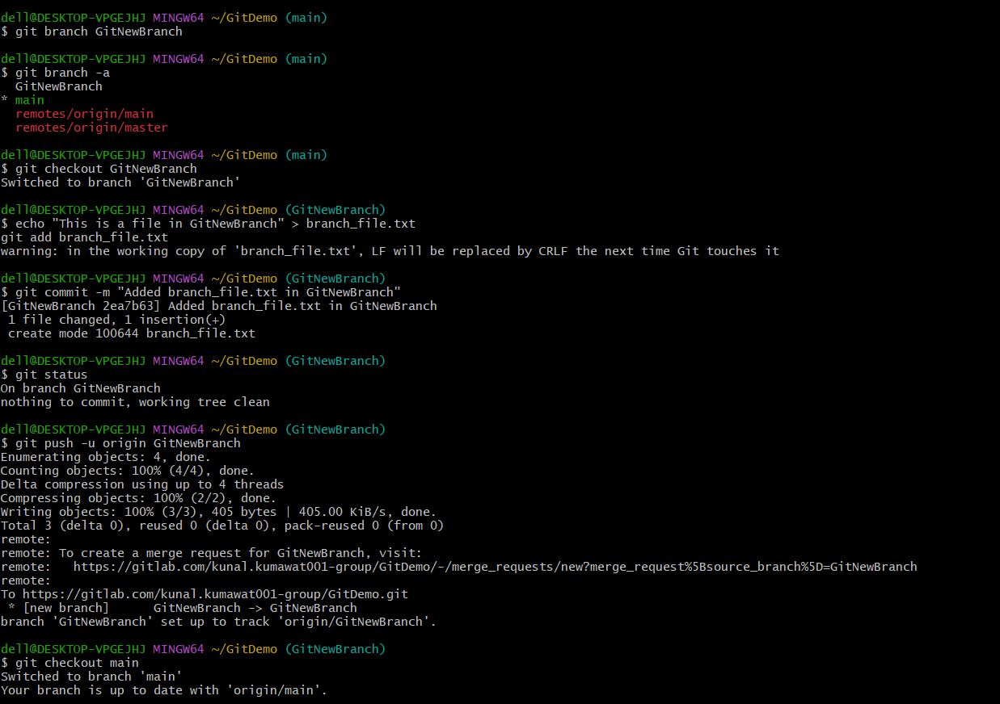 dell@DESKTOP-VPGEJHJ MINGW64 ~/GitDemo (main)
$ git branch GitNewBranch
dell@DESKTOP-VPGEJHJ MINGW64 ~/GitDemo (main)
$ git branch -a
  GitNewBranch
* main
  remotes/origin/main
  remotes/origin/master
dell@DESKTOP-VPGEJHJ MINGW64 ~/GitDemo (main)
$ git checkout GitNewBranch
Switched to branch 'GitNewBranch'
dell@DESKTOP-VPGEJHJ MINGW64 ~/GitDemo (GitNewBranch)
$ echo "This is a file in GitNewBranch" > branch_file.txt
git add branch_file.txt
warning: in the working copy of 'branch_file.txt', LF will be replaced by CRLF the next time Git touches it
dell@DESKTOP-VPGEJHJ MINGW64 ~/GitDemo (GitNewBranch)
$ git commit -m "Added branch_file.txt in GitNewBranch"
[GitNewBranch 2ea7b63] Added branch_file.txt in GitNewBranch
 1 file changed, 1 insertion(+)
 create mode 100644 branch_file.txt
dell@DESKTOP-VPGEJHJ MINGW64 ~/GitDemo (GitNewBranch)
$ git status
On branch GitNewBranch
nothing to commit, working tree clean
dell@DESKTOP-VPGEJHJ MINGW64 ~/GitDemo (GitNewBranch)
$ git push -u origin GitNewBranch
Enumerating objects: 4, done.
Counting objects: 100% (4/4), done.
Delta compression using up to 4 threads
Compressing objects: 100% (2/2), done.
Writing objects: 100% (3/3), 405 bytes | 405.00 KiB/s, done.
Total 3 (delta 0), reused 0 (delta 0), pack-reused 0 (from 0)
remote:
remote: To create a merge request for GitNewBranch, visit:
remote:   https://gitlab.com/kunal.kumawat001-group/GitDemo/-/merge_requests/new?merge_request%5Bsource_branch%5D=GitNewBranch
remote:
To https://gitlab.com/kunal.kumawat001-group/GitDemo.git
 * [new branch]      GitNewBranch -> GitNewBranch
branch 'GitNewBranch' set up to track 'origin/GitNewBranch'.
dell@DESKTOP-VPGEJHJ MINGW64 ~/GitDemo (GitNewBranch)
$ git checkout main
Switched to branch 'main'
Your branch is up to date with 'origin/main'.